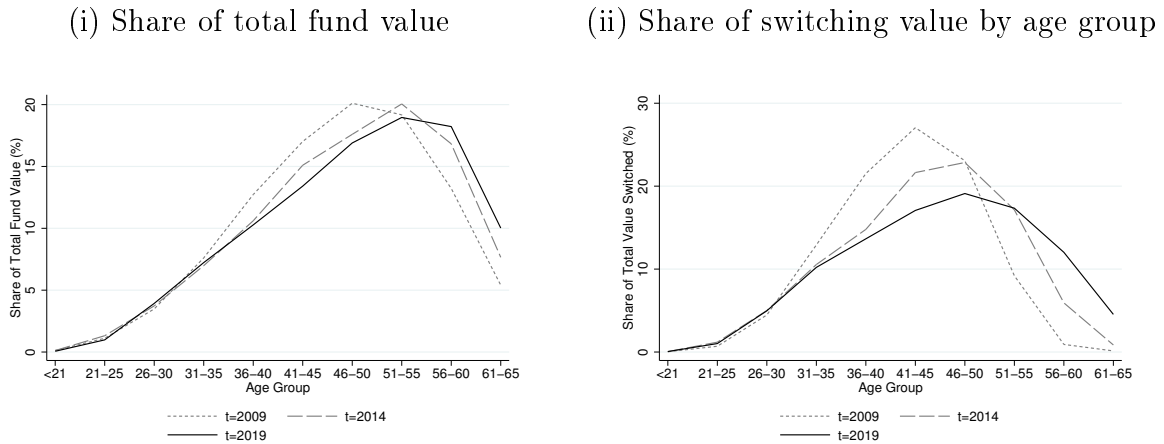 (i) Share of total fund value
Share of Total Fund Value (%)
20
15
10
5
0
<21 21–25 26–30 31–35 36–40 41–45 46–50 51–55 56–60 61–65
Age Group
t=2009 t=2014
t=2019
(ii) Share of switching value by age group
Share of Total Value Switched (%)
30
20
10
0
<21 21–25 26–30 31–35 36–40 41–45 46–50 51–55 56–60 61–65
Age Group
t=2009 t=2014
t=2019